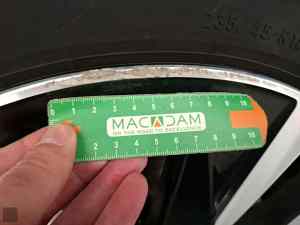 0 1 2 3 4 5 6 7 8 9 10
MACADAM
ON THE ROAD TO EXCELLENCE
2 3 4 5 6 7 8 9 10